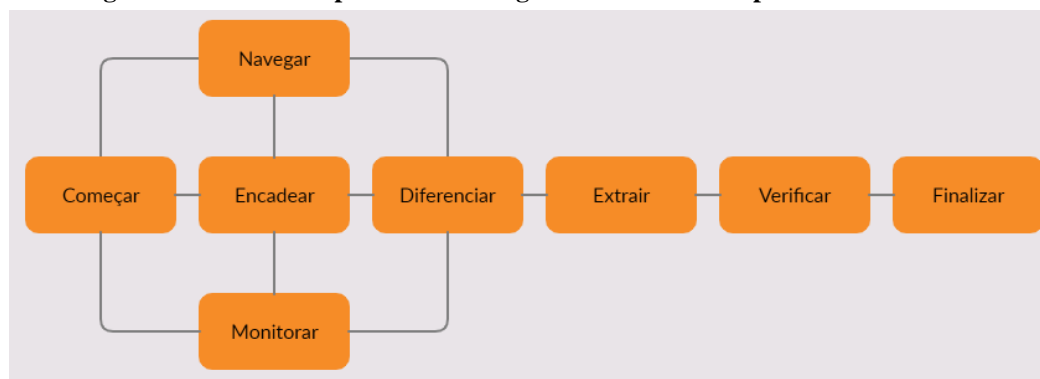 Navegar
Começar
Encadear
Diferenciar
Extrair
Verificar
Finalizar
Monitorar